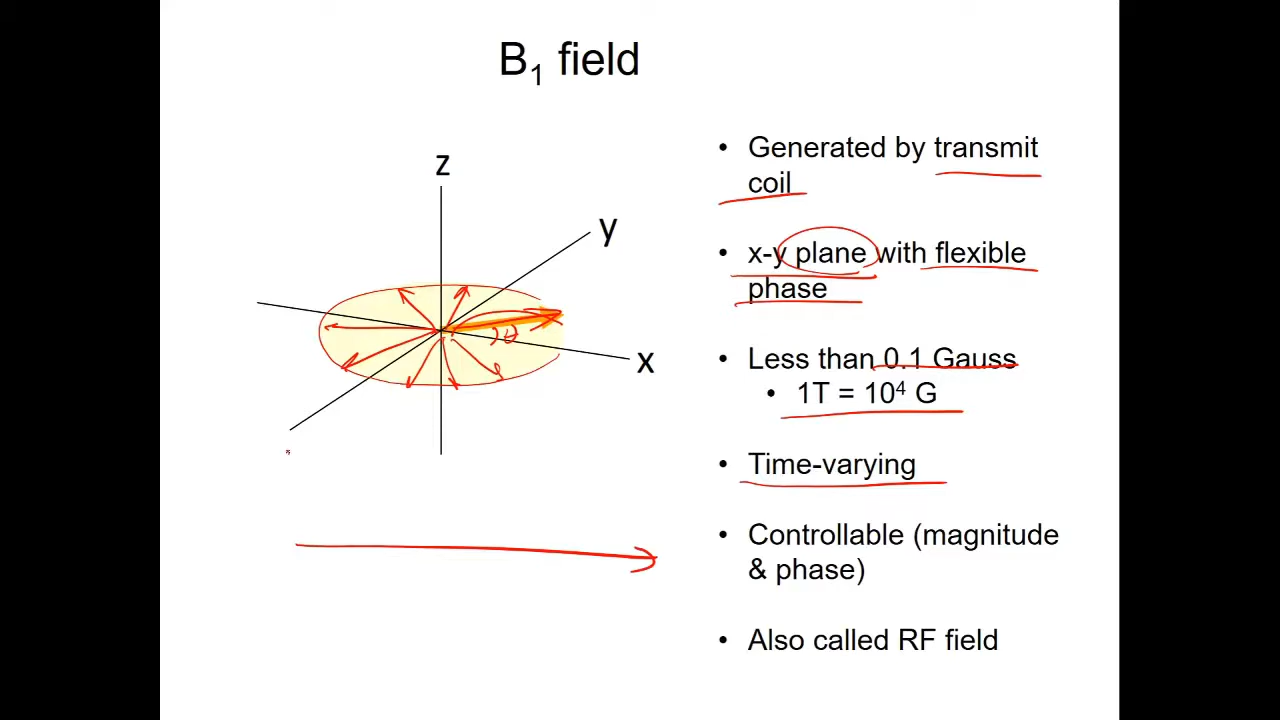 B₁ field
z
y
x
θ
• Generated by transmit
coil
• x-y plane with flexible
phase
• Less than 0.1 Gauss
• 1T = 10⁴ G
• Time-varying
• Controllable (magnitude
& phase)
• Also called RF field